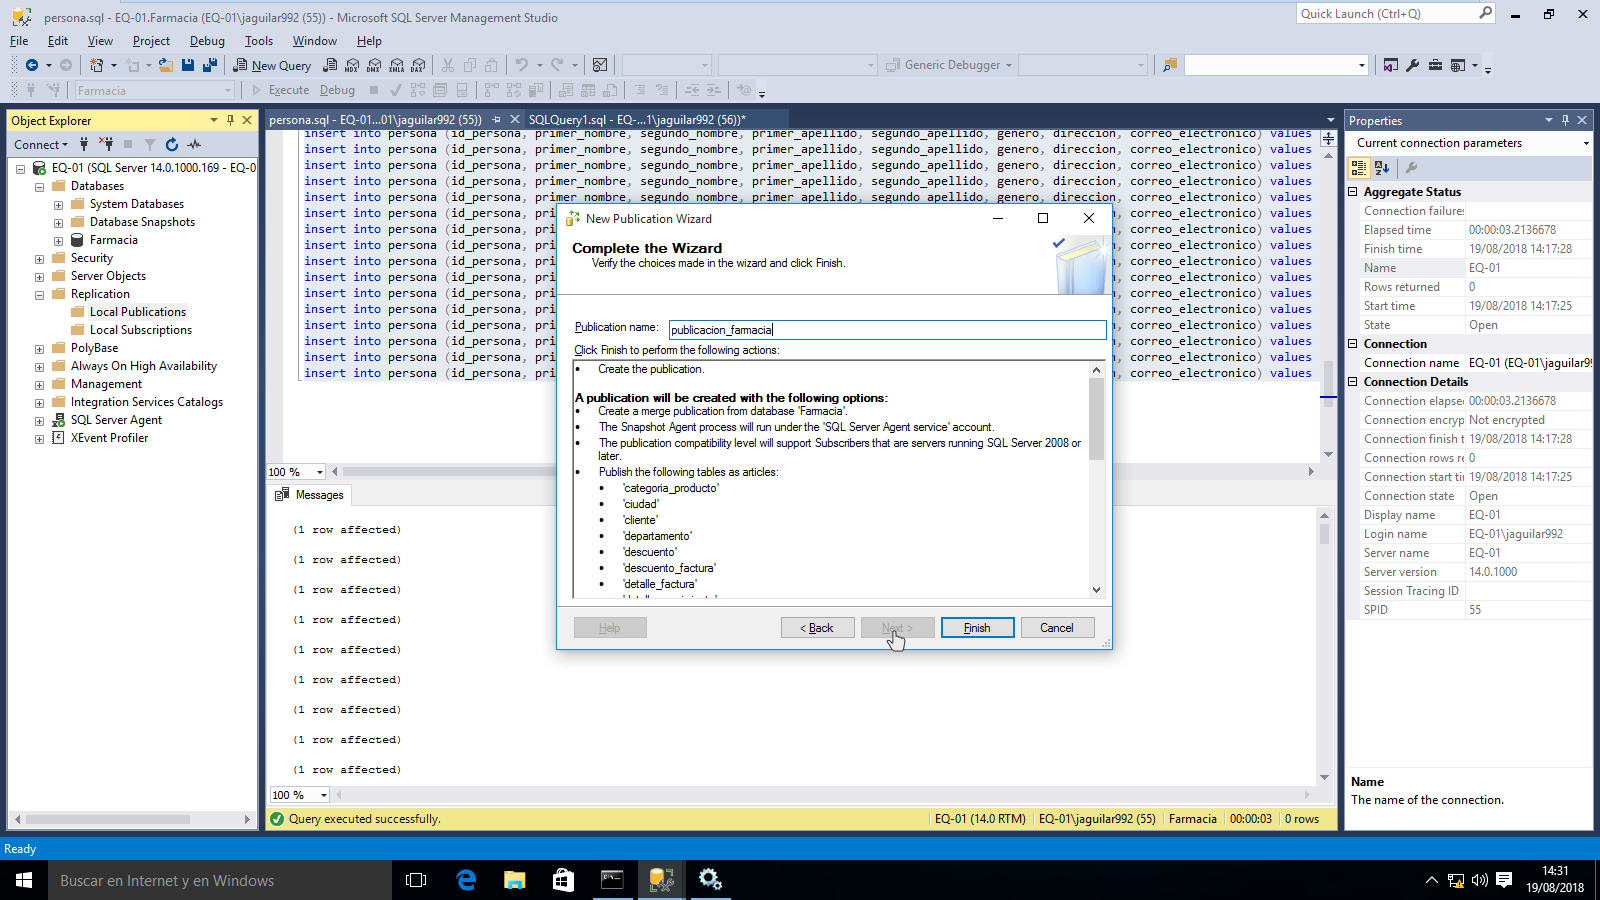 persona.sql - EQ-01.Farmacia (EQ-01\jaguilar992 (55)) - Microsoft SQL Server Management Studio
Quick Launch (Ctrl+Q)
File Edit View Project Debug Tools Window Help
New Query MDX DMX XMLA DAX Generic Debugger
Farmacia Execute Debug
Object Explorer
Connect
EQ-01 (SQL Server 14.0.1000.169 - EQ-0
Databases
System Databases
Database Snapshots
Farmacia
Security
Server Objects
Replication
Local Publications
Local Subscriptions
PolyBase
Always On High Availability
Management
Integration Services Catalogs
SQL Server Agent
XEvent Profiler
persona.sql - EQ-01...01\jaguilar992 (55)) SQLQuery1.sql - EQ-...1\jaguilar992 (56))*
insert into persona (id_persona, primer_nombre, segundo_nombre, primer_apellido, segundo_apellido, genero, direccion, correo_electronico) values
insert into persona (id_persona, primer_nombre, segundo_nombre, primer_apellido, segundo_apellido, genero, direccion, correo_electronico) values
insert into persona (id_persona, primer_nombre, segundo_nombre, primer_apellido, segundo_apellido, genero, direccion, correo_electronico) values
insert into persona (id_persona, primer_nombre, segundo_nombre, primer_apellido, segundo_apellido, genero, direccion, correo_electronico) values
insert into persona (id_persona, primer_nombre, segundo_nombre, primer_apellido, segundo_apellido, genero, direccion, correo_electronico) values
insert into persona (id_persona, pri , correo_electronico) values
insert into persona (id_persona, pri , correo_electronico) values
insert into persona (id_persona, pri , correo_electronico) values
insert into persona (id_persona, pri , correo_electronico) values
insert into persona (id_persona, pri , correo_electronico) values
insert into persona (id_persona, pri , correo_electronico) values
insert into persona (id_persona, pri , correo_electronico) values
insert into persona (id_persona, pri , correo_electronico) values
insert into persona (id_persona, pri , correo_electronico) values
insert into persona (id_persona, pri , correo_electronico) values
insert into persona (id_persona, pri , correo_electronico) values
100 %
Messages
(1 row affected)
(1 row affected)
(1 row affected)
(1 row affected)
(1 row affected)
(1 row affected)
(1 row affected)
(1 row affected)
(1 row affected)
100 %
Query executed successfully. EQ-01 (14.0 RTM) EQ-01\jaguilar992 (55) Farmacia 00:00:03 0 rows
New Publication Wizard
Complete the Wizard
Verify the choices made in the wizard and click Finish.
Publication name: publicacion_farmacia
Click Finish to perform the following actions:
• Create the publication.
A publication will be created with the following options:
• Create a merge publication from database 'Farmacia'.
• The Snapshot Agent process will run under the 'SQL Server Agent service' account.
• The publication compatibility level will support Subscribers that are servers running SQL Server 2008 or
later.
• Publish the following tables as articles:
• 'categoria_producto'
• 'ciudad'
• 'cliente'
• 'departamento'
• 'descuento'
• 'descuento_factura'
• 'detalle_factura'
Help < Back Next > Finish Cancel
Properties
Current connection parameters
Aggregate Status
Connection failures
Elapsed time 00:00:03.2136678
Finish time 19/08/2018 14:17:28
Name EQ-01
Rows returned 0
Start time 19/08/2018 14:17:25
State Open
Connection
Connection name EQ-01 (EQ-01\jaguilar99
Connection Details
Connection elapse 00:00:03.2136678
Connection encryp Not encrypted
Connection finish t 19/08/2018 14:17:28
Connection rows re 0
Connection start ti 19/08/2018 14:17:25
Connection state Open
Display name EQ-01
Login name EQ-01\jaguilar992
Server name EQ-01
Server version 14.0.1000
Session Tracing ID
SPID 55
Name
The name of the connection.
Ready
Buscar en Internet y en Windows
14:31
19/08/2018